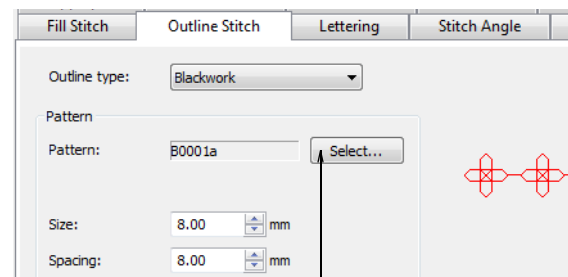 Fill Stitch Outline Stitch Lettering Stitch Angle
Outline type: Blackwork
Pattern
Pattern: B0001a Select...
Size: 8.00 mm
Spacing: 8.00 mm